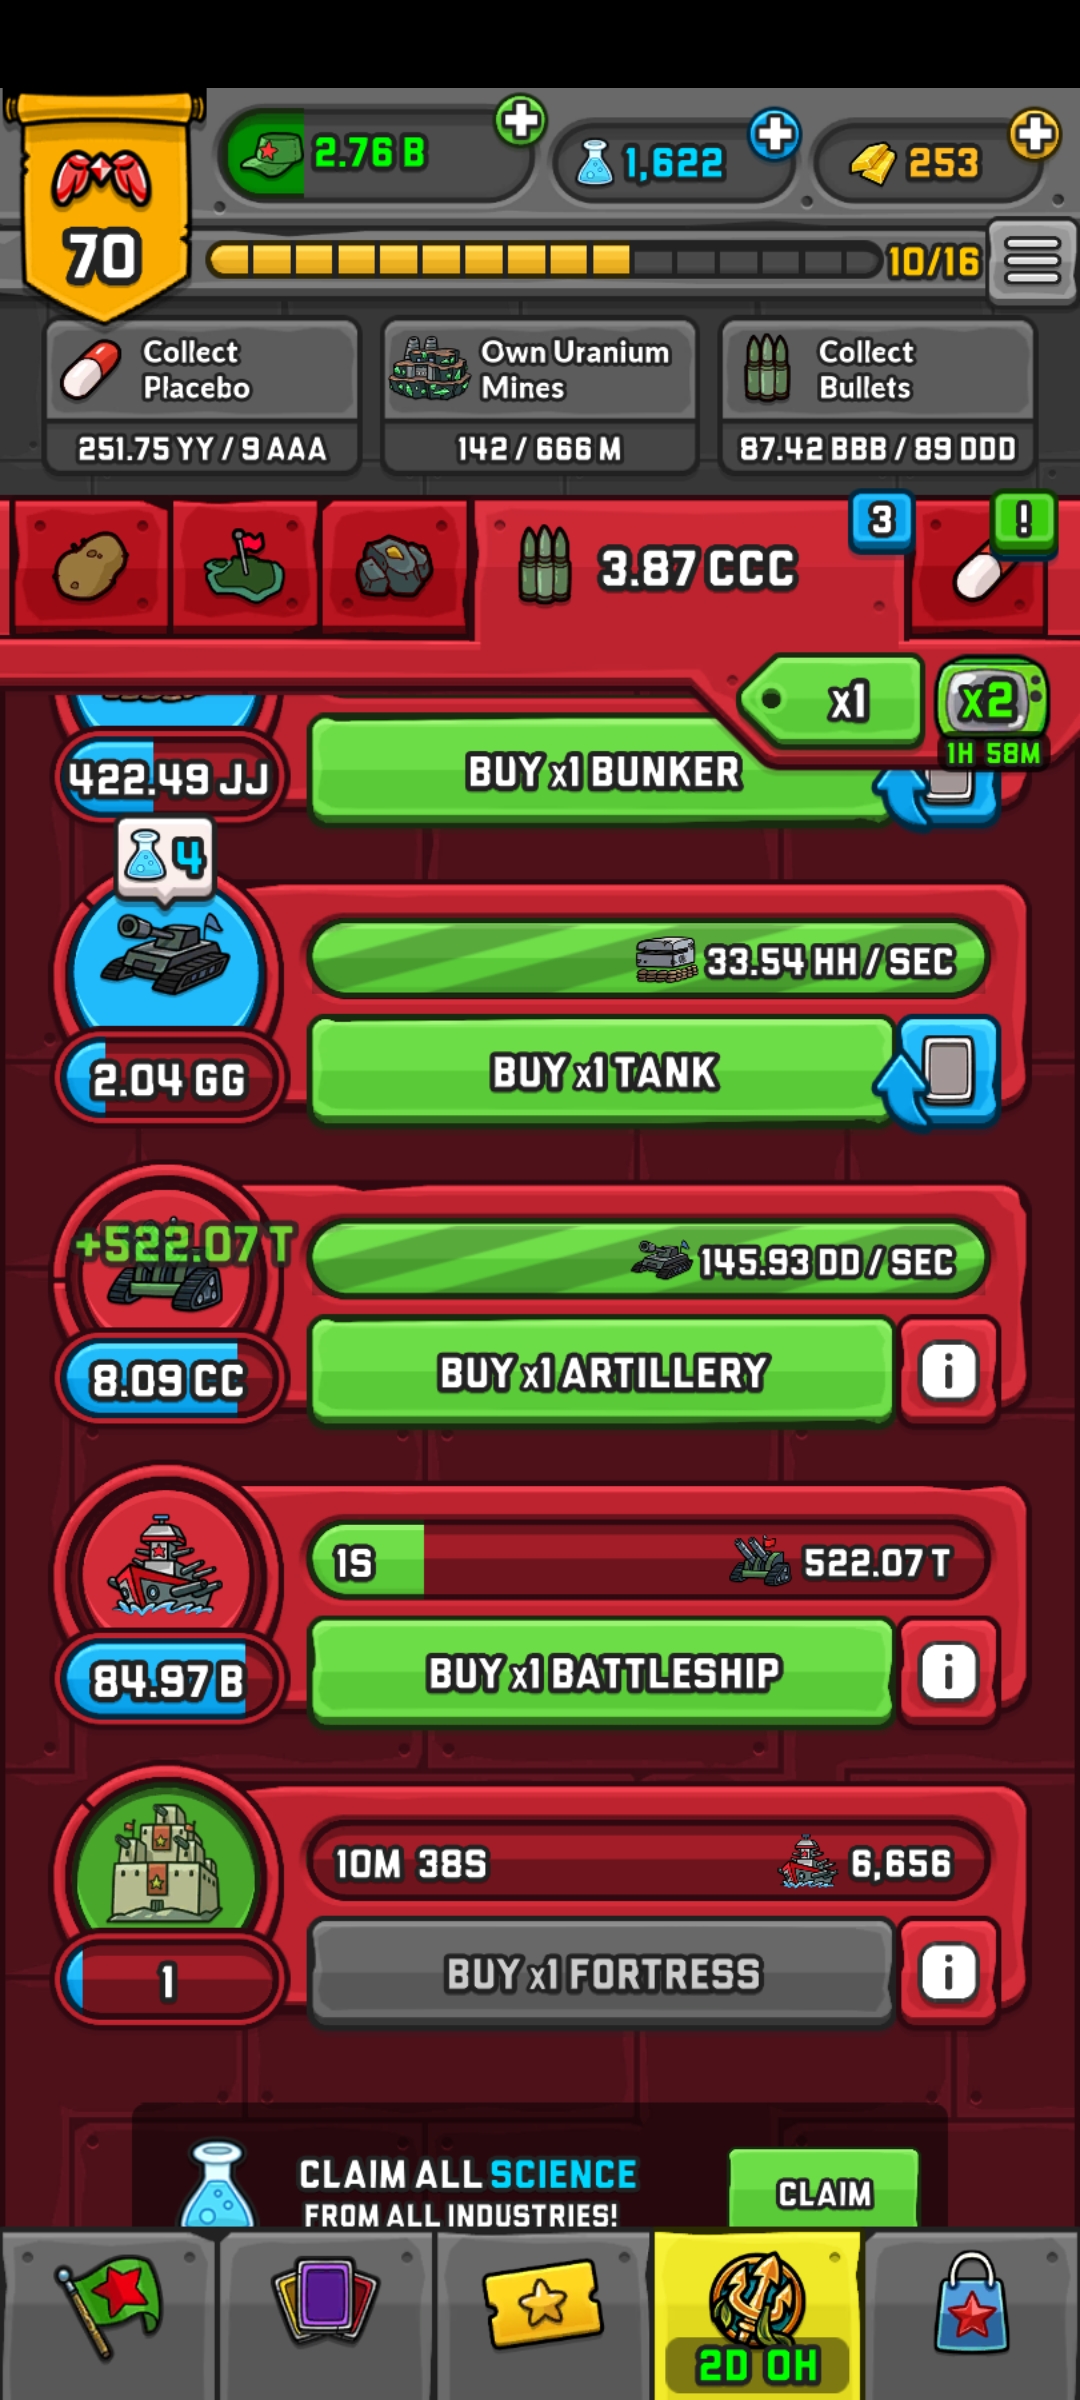 2.76 B
1,622
253
70
10/16
Collect
Placebo
251.75 YY / 9 AAA
Own Uranium
Mines
142 / 666 M
Collect
Bullets
87.42 BBB / 89 DDD
3.87 CCC
3
!
x1
x2
1H 58M
422.49 JJ
BUY x1 BUNKER
4
33.54 HH / SEC
2.04 GG
BUY x1 TANK
+522.07 T
145.93 DD / SEC
8.09 CC
BUY x1 ARTILLERY
i
1S
522.07 T
84.97 B
BUY x1 BATTLESHIP
i
10M 38S
6,656
1
BUY x1 FORTRESS
i
CLAIM ALL SCIENCE
FROM ALL INDUSTRIES!
CLAIM
2D 0H